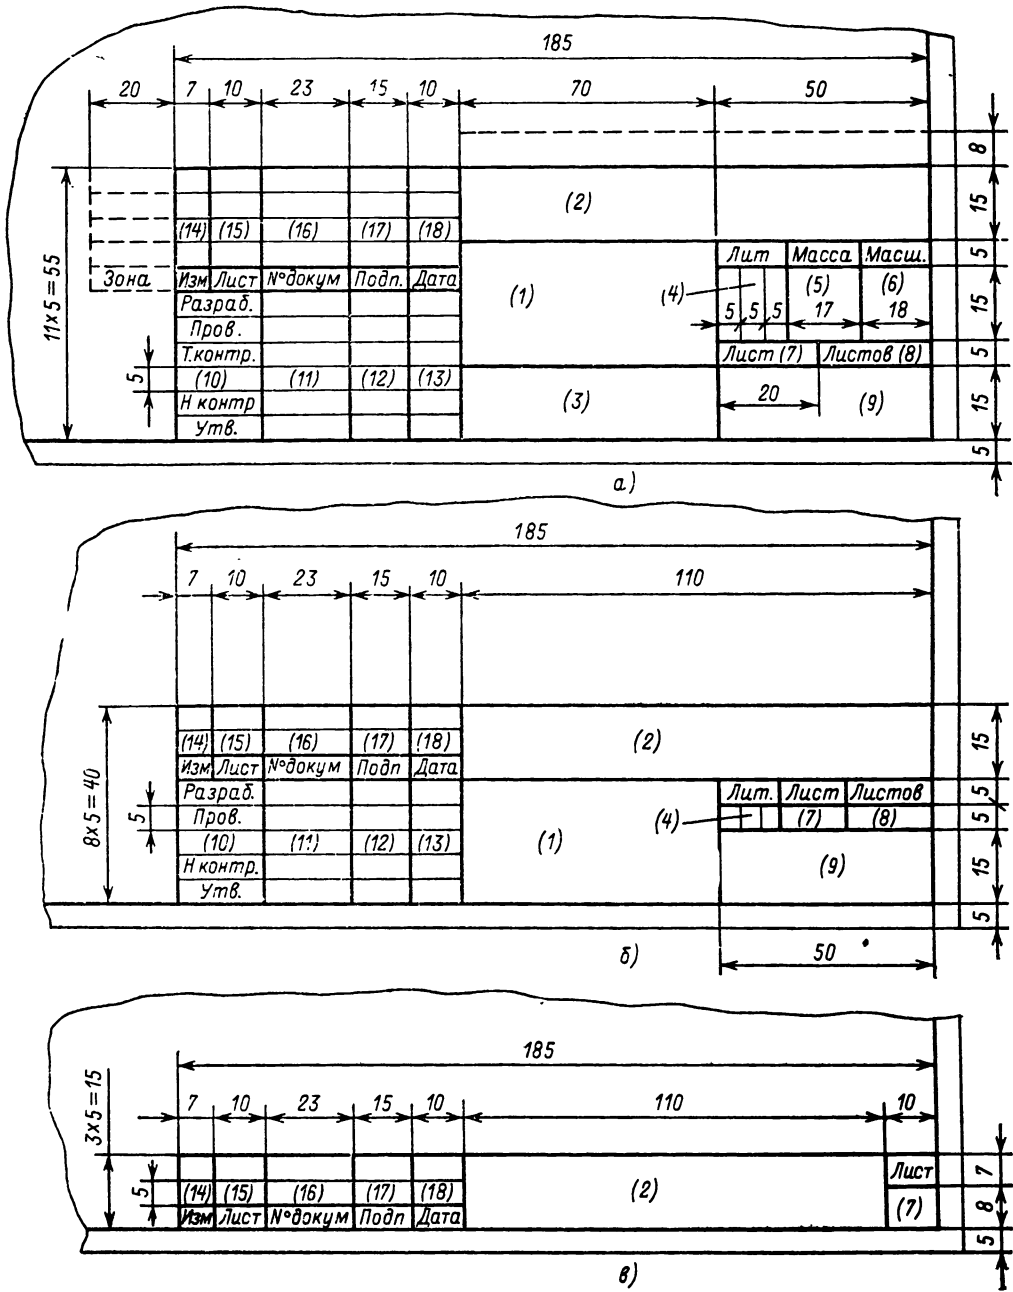 185
20 7 10 23 15 10 70 50
8
(2)
15
(14) (15) (16) (17) (18)
Лит Масса Масш.
5
Зона Изм Лист №докум Подп. Дата
(1) (4) (5) (6)
11х5=55
Разраб.
15
5 5 5 17 18
Пров.
Т.контр.
Лист (7) Листов (8)
5
5 (10) (11) (12) (13)
20
Н контр
(3) (9)
15
Утв.
5
а)
185
7 10 23 15 10 110
(14) (15) (16) (17) (18)
(2)
15
Изм Лист №докум Подп Дата
8х5=40
Разраб.
Лит. Лист Листов
5
5 Пров.
(4) (7) (8)
5
(10) (11) (12) (13)
(1)
Н контр.
(9)
15
Утв.
5
б)
50
185
3х5=15
7 10 23 15 10 110 10
Лист
7
5 (14) (15) (16) (17) (18)
(2)
(7)
8
Изм Лист №докум Подп Дата
5
в)